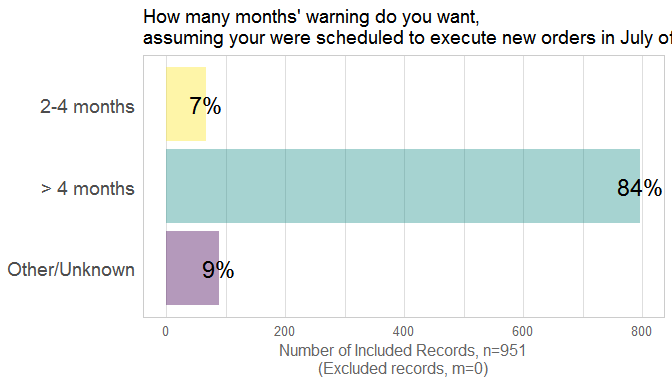 How many months' warning do you want,
assuming your were scheduled to execute new orders in July of
2-4 months
7%
> 4 months
84%
Other/Unknown
9%
0 200 400 600 800
Number of Included Records, n=951
(Excluded records, m=0)